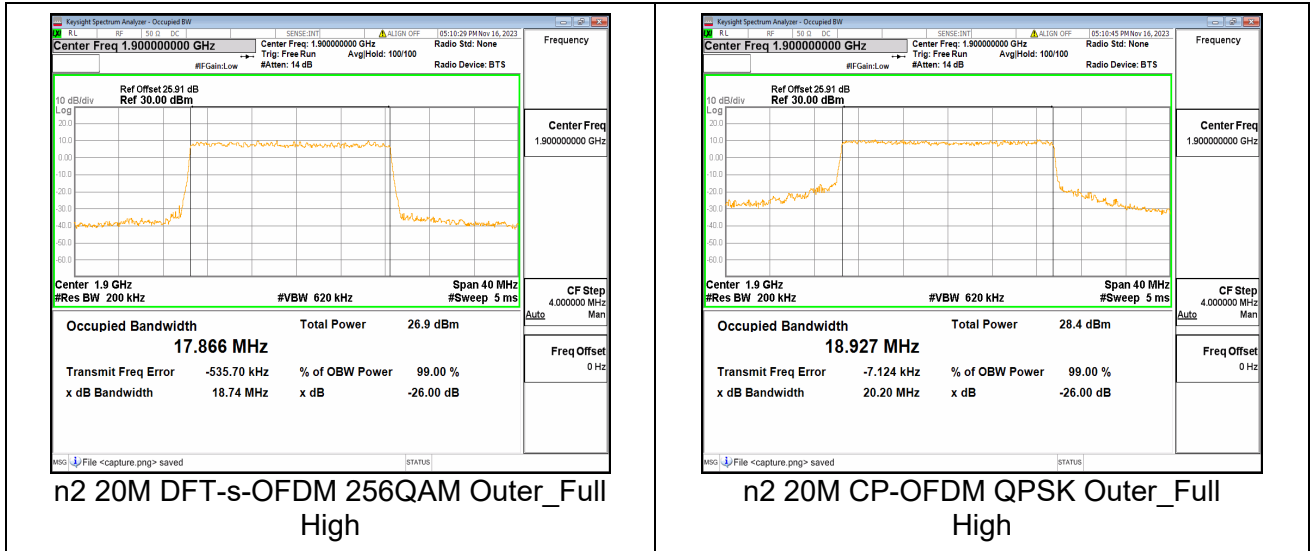 Keysight Spectrum Analyzer - Occupied BW
RL RF 50 Ω DC SENSE:INT ALIGN OFF 05:10:29 PM Nov 16, 2023
Center Freq 1.900000000 GHz Center Freq: 1.900000000 GHz Radio Std: None Frequency
Trig: Free Run Avg|Hold: 100/100
#IFGain:Low #Atten: 14 dB Radio Device: BTS
Ref Offset 25.91 dB
10 dB/div Ref 30.00 dBm
Log
20.0
10.0
0.00
-10.0
-20.0
-30.0
-40.0
-50.0
-60.0
Center Freq
1.900000000 GHz
Center 1.9 GHz Span 40 MHz
#Res BW 200 kHz #VBW 620 kHz #Sweep 5 ms
CF Step
4.000000 MHz
Auto Man
Occupied Bandwidth Total Power 26.9 dBm
17.866 MHz
Freq Offset
0 Hz
Transmit Freq Error -535.70 kHz % of OBW Power 99.00 %
x dB Bandwidth 18.74 MHz x dB -26.00 dB
MSG File <capture.png> saved STATUS
n2 20M DFT-s-OFDM 256QAM Outer_Full
High
Keysight Spectrum Analyzer - Occupied BW
RL RF 50 Ω DC SENSE:INT ALIGN OFF 05:10:45 PM Nov 16, 2023
Center Freq 1.900000000 GHz Center Freq: 1.900000000 GHz Radio Std: None Frequency
Trig: Free Run Avg|Hold: 100/100
#IFGain:Low #Atten: 14 dB Radio Device: BTS
Ref Offset 25.91 dB
10 dB/div Ref 30.00 dBm
Log
20.0
10.0
0.00
-10.0
-20.0
-30.0
-40.0
-50.0
-60.0
Center Freq
1.900000000 GHz
Center 1.9 GHz Span 40 MHz
#Res BW 200 kHz #VBW 620 kHz #Sweep 5 ms
CF Step
4.000000 MHz
Auto Man
Occupied Bandwidth Total Power 28.4 dBm
18.927 MHz
Freq Offset
0 Hz
Transmit Freq Error -7.124 kHz % of OBW Power 99.00 %
x dB Bandwidth 20.20 MHz x dB -26.00 dB
MSG File <capture.png> saved STATUS
n2 20M CP-OFDM QPSK Outer_Full
High